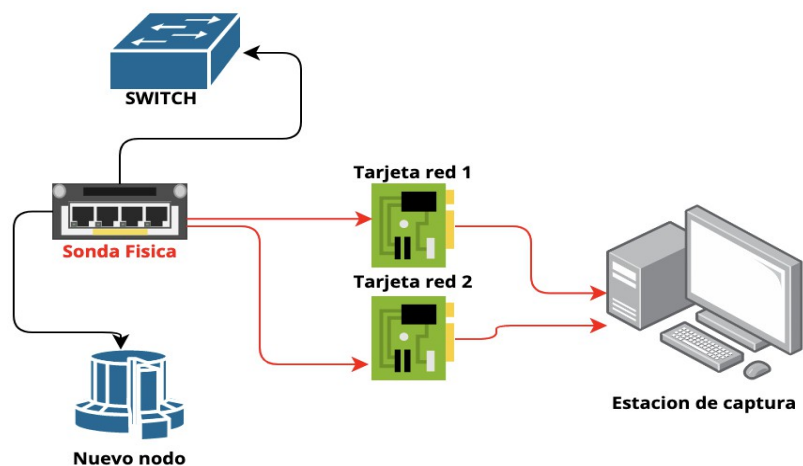 SWITCH
Tarjeta red 1
Sonda Fisica
Tarjeta red 2
Estacion de captura
Nuevo nodo